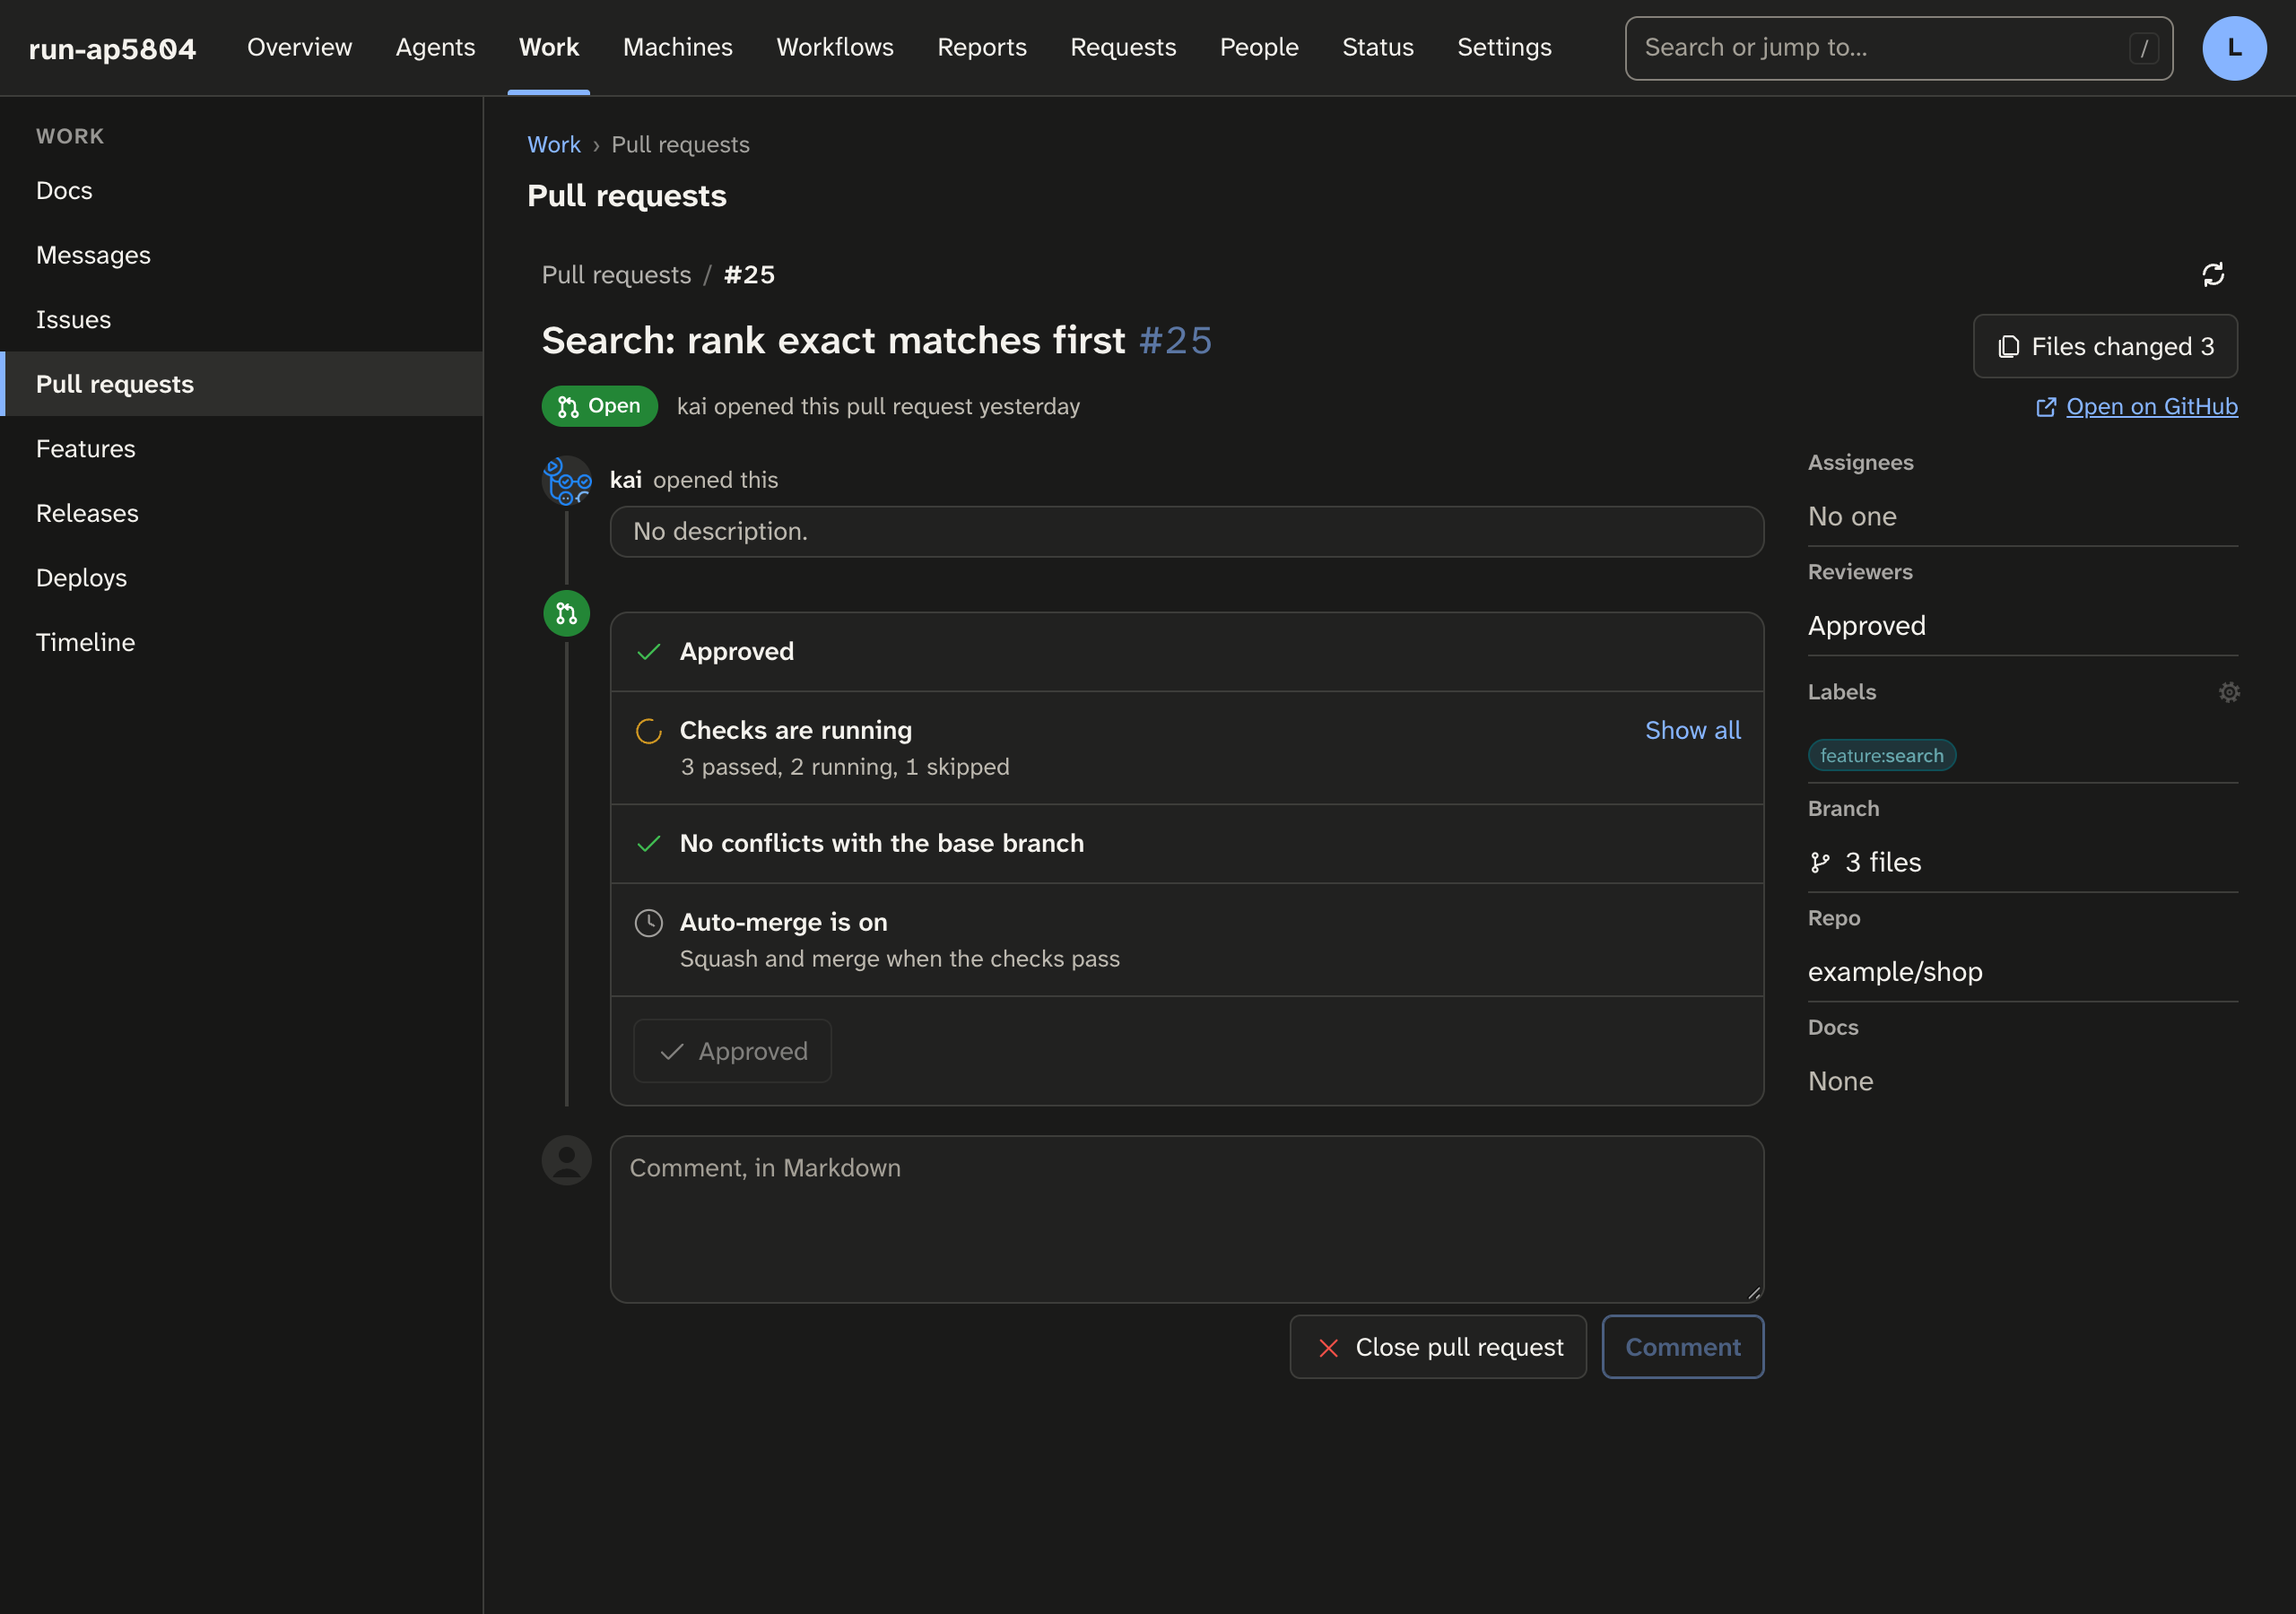 run-ap5804 Overview Agents Work Machines Workflows Reports Requests People Status Settings Search or jump to... / L
WORK
Docs
Messages
Issues
Pull requests
Features
Releases
Deploys
Timeline
Work › Pull requests
Pull requests
Pull requests / #25
Search: rank exact matches first #25
Files changed 3
Open kai opened this pull request yesterday
Open on GitHub
kai opened this
No description.
Approved
Checks are running Show all
3 passed, 2 running, 1 skipped
No conflicts with the base branch
Auto-merge is on
Squash and merge when the checks pass
Approved
Comment, in Markdown
Close pull request Comment
Assignees
No one
Reviewers
Approved
Labels
feature:search
Branch
3 files
Repo
example/shop
Docs
None